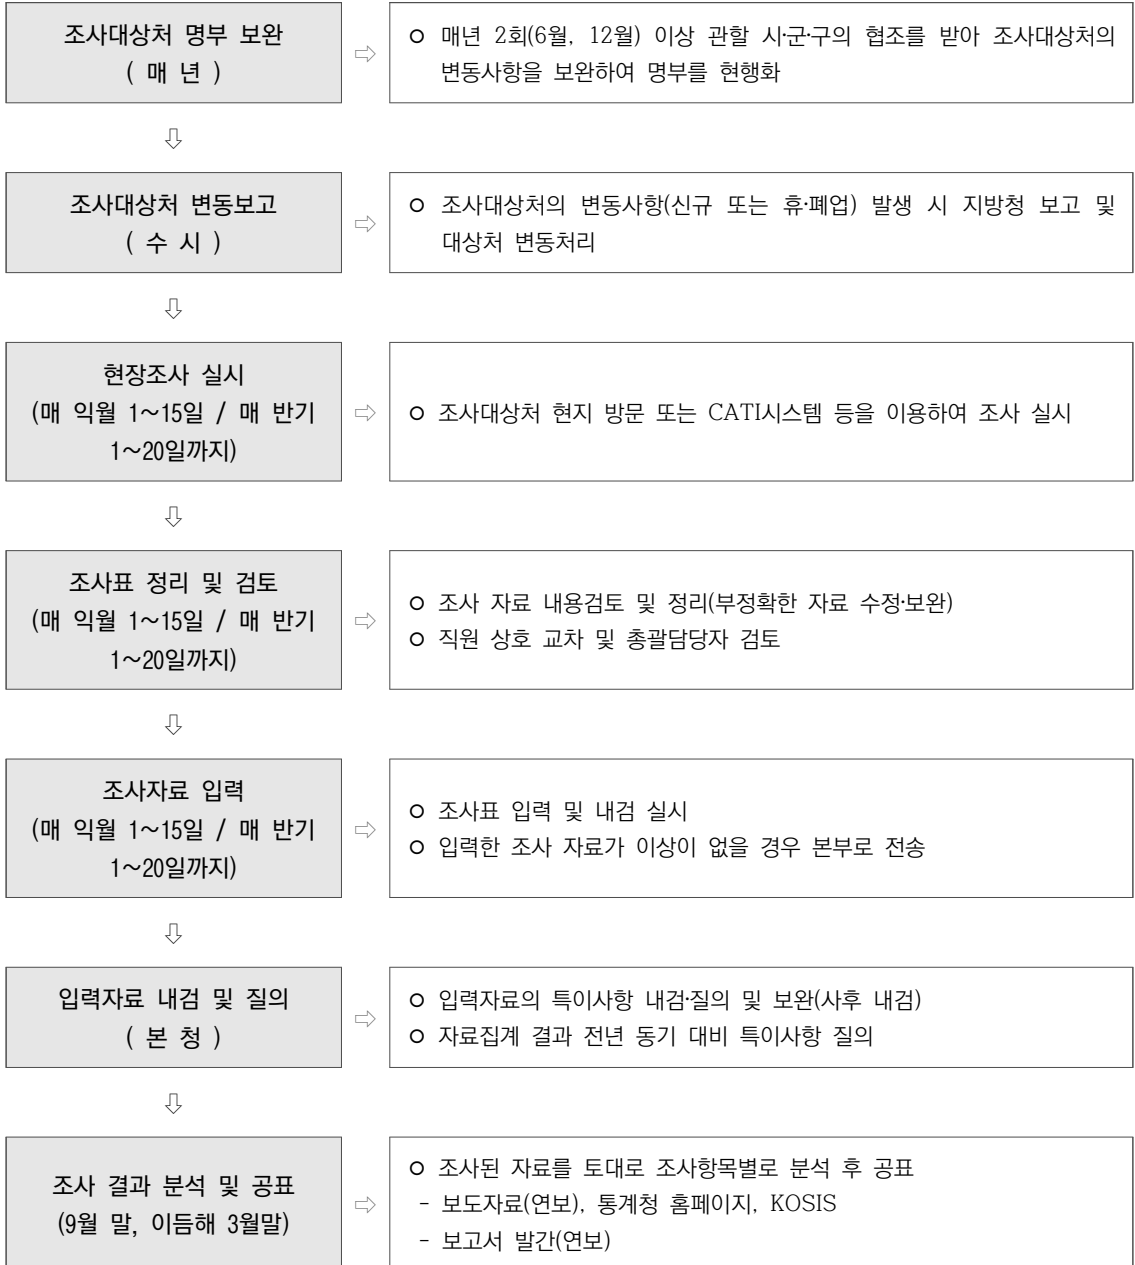 조사대상처 명부 보완
( 매 년 )
⇨
○ 매년 2회(6월, 12월) 이상 관할 시·군·구의 협조를 받아 조사대상처의
변동사항을 보완하여 명부를 현행화
⇩
조사대상처 변동보고
( 수 시 )
⇨
○ 조사대상처의 변동사항(신규 또는 휴·폐업) 발생 시 지방청 보고 및
대상처 변동처리
⇩
현장조사 실시
(매 익월 1~15일 / 매 반기
1~20일까지)
⇨
○ 조사대상처 현지 방문 또는 CATI시스템 등을 이용하여 조사 실시
⇩
조사표 정리 및 검토
(매 익월 1~15일 / 매 반기
1~20일까지)
⇨
○ 조사 자료 내용검토 및 정리(부정확한 자료 수정·보완)
○ 직원 상호 교차 및 총괄담당자 검토
⇩
조사자료 입력
(매 익월 1~15일 / 매 반기
1~20일까지)
⇨
○ 조사표 입력 및 내검 실시
○ 입력한 조사 자료가 이상이 없을 경우 본부로 전송
⇩
입력자료 내검 및 질의
( 본 청 )
⇨
○ 입력자료의 특이사항 내검·질의 및 보완(사후 내검)
○ 자료집계 결과 전년 동기 대비 특이사항 질의
⇩
조사 결과 분석 및 공표
(9월 말, 이듬해 3월말)
⇨
○ 조사된 자료를 토대로 조사항목별로 분석 후 공표
- 보도자료(연보), 통계청 홈페이지, KOSIS
- 보고서 발간(연보)